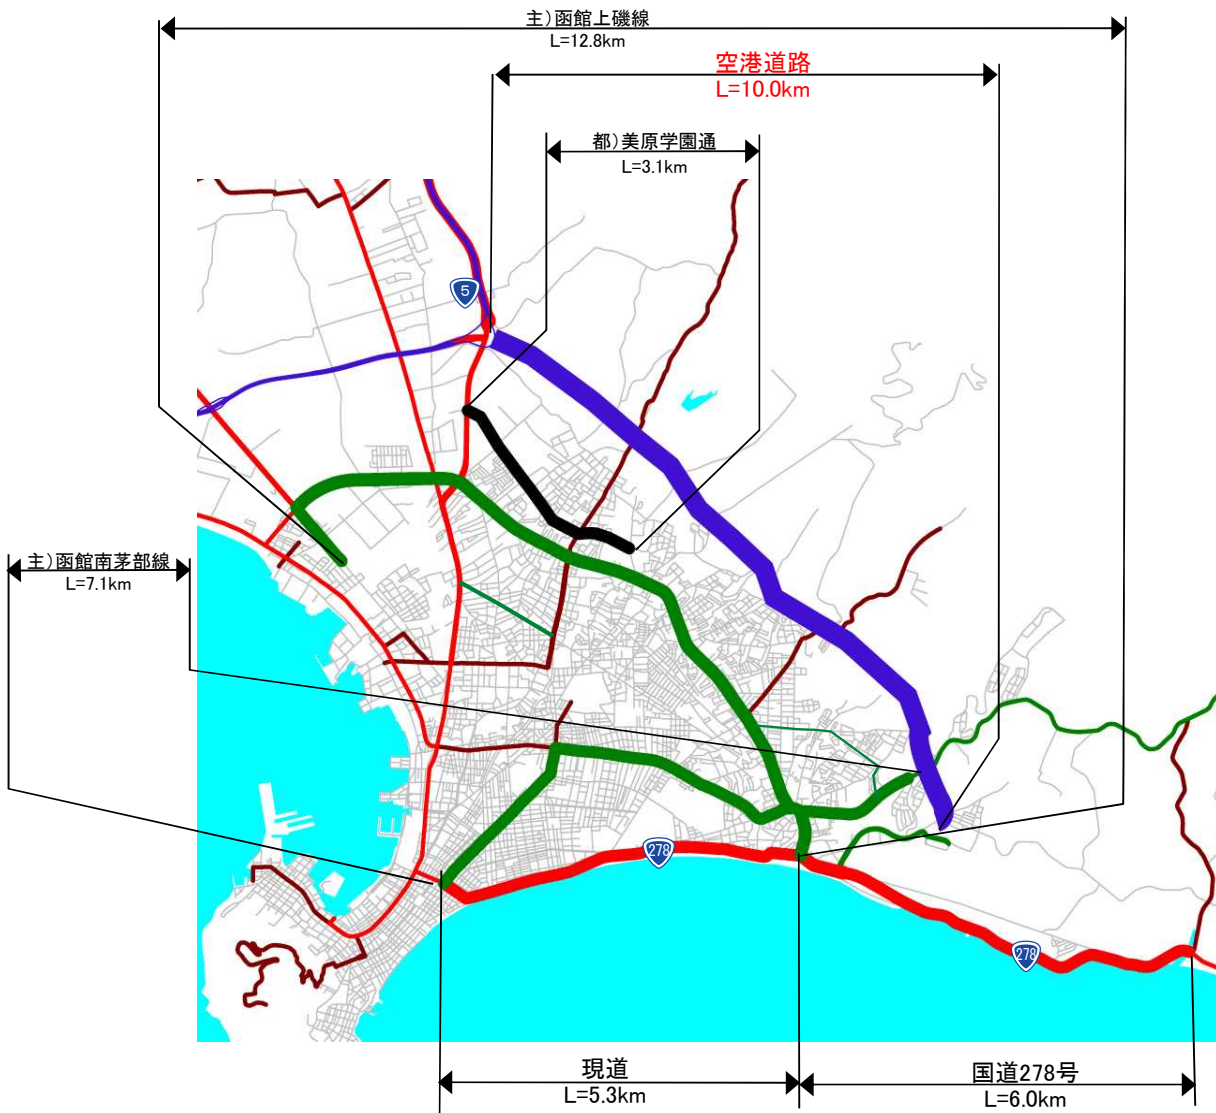 主）函館上磯線
L=12.8km
空港道路
L=10.0km
都）美原学園通
L=3.1km
5
主）函館南茅部線
L=7.1km
278
278
現道
L=5.3km
国道278号
L=6.0km